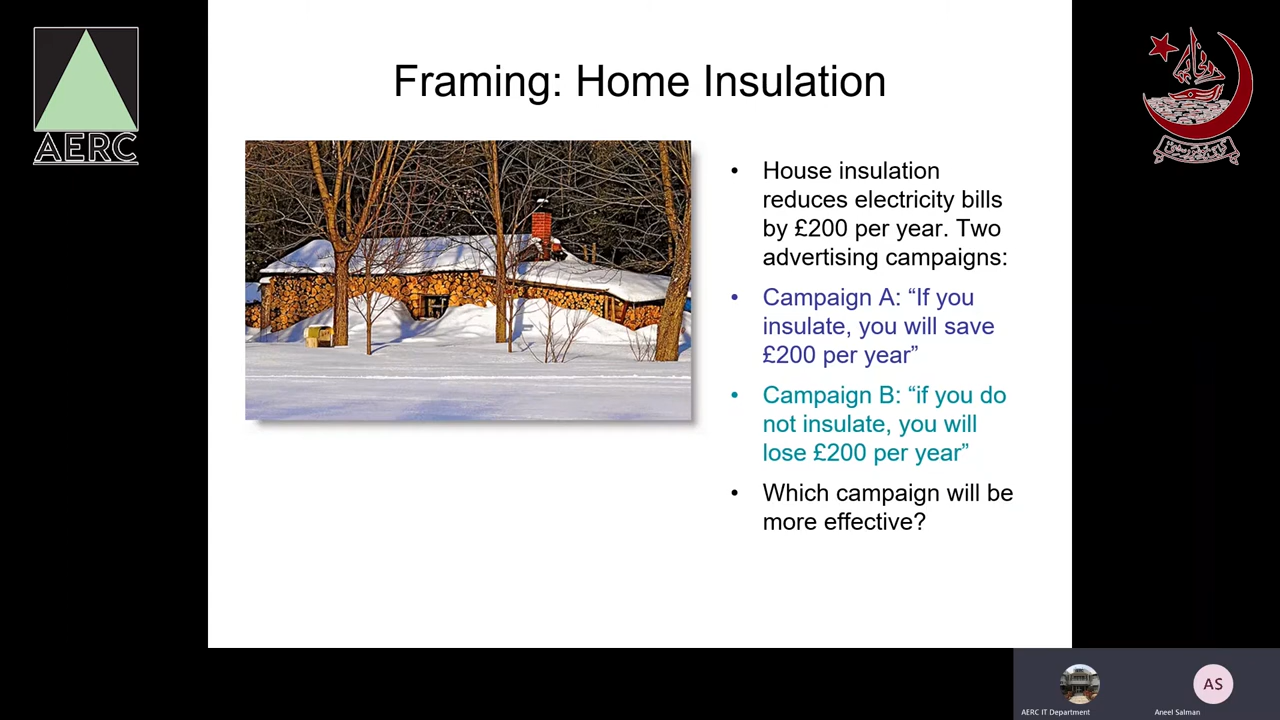 AERC
Framing: Home Insulation
• House insulation
reduces electricity bills
by £200 per year. Two
advertising campaigns:
• Campaign A: “If you
insulate, you will save
£200 per year”
• Campaign B: “if you do
not insulate, you will
lose £200 per year”
• Which campaign will be
more effective?
AS
AERC IT Department
Aneel Salman